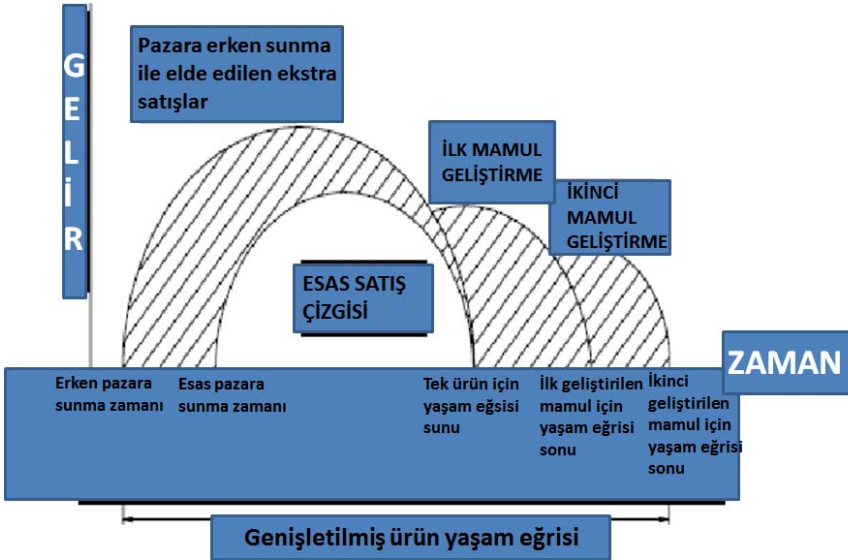 GELİR
Pazara erken sunma
ile elde edilen ekstra
satışlar
İLK MAMUL
GELİŞTİRME
İKİNCİ
MAMUL
GELİŞTİRME
ESAS SATIŞ
ÇİZGİSİ
ZAMAN
Erken pazara
sunma zamanı
Esas pazara
sunma zamanı
Tek ürün için
yaşam eğsisi
sunu
İlk geliştirilen
mamul için
yaşam eğrisi
sonu
İkinci
geliştirilen
mamul için
yaşam eğrisi
sonu
Genişletilmiş ürün yaşam eğrisi